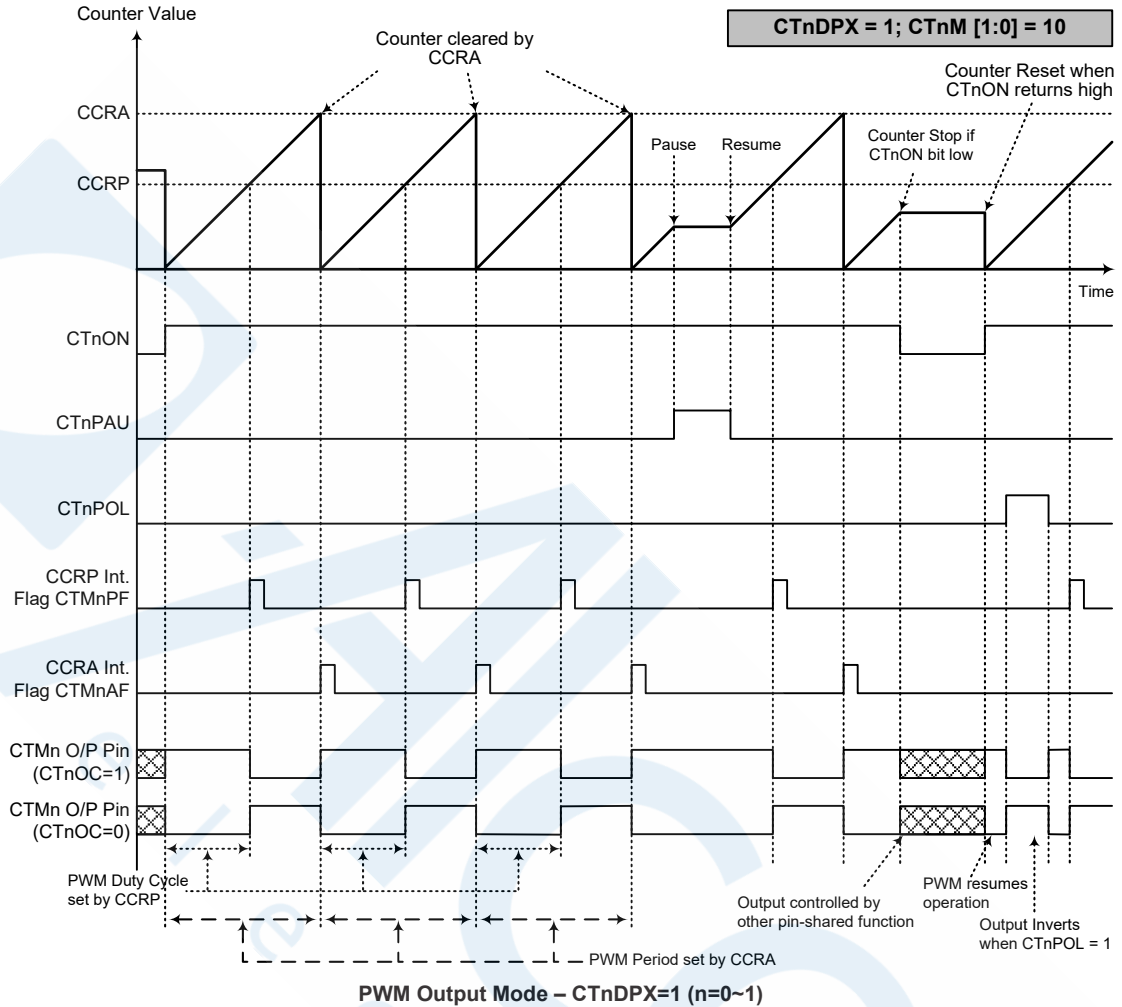 Counter Value
CTnDPX = 1; CTnM [1:0] = 10
Counter cleared by
CCRA
Counter Reset when
CTnON returns high
CCRA
Pause
Resume
Counter Stop if
CTnON bit low
CCRP
Time
CTnON
CTnPAU
CTnPOL
CCRP Int.
Flag CTMnPF
CCRA Int.
Flag CTMnAF
CTMn O/P Pin
(CTnOC=1)
CTMn O/P Pin
(CTnOC=0)
PWM Duty Cycle
set by CCRP
Output controlled by
other pin-shared function
PWM resumes
operation
Output Inverts
when CTnPOL = 1
PWM Period set by CCRA
PWM Output Mode – CTnDPX=1 (n=0~1)